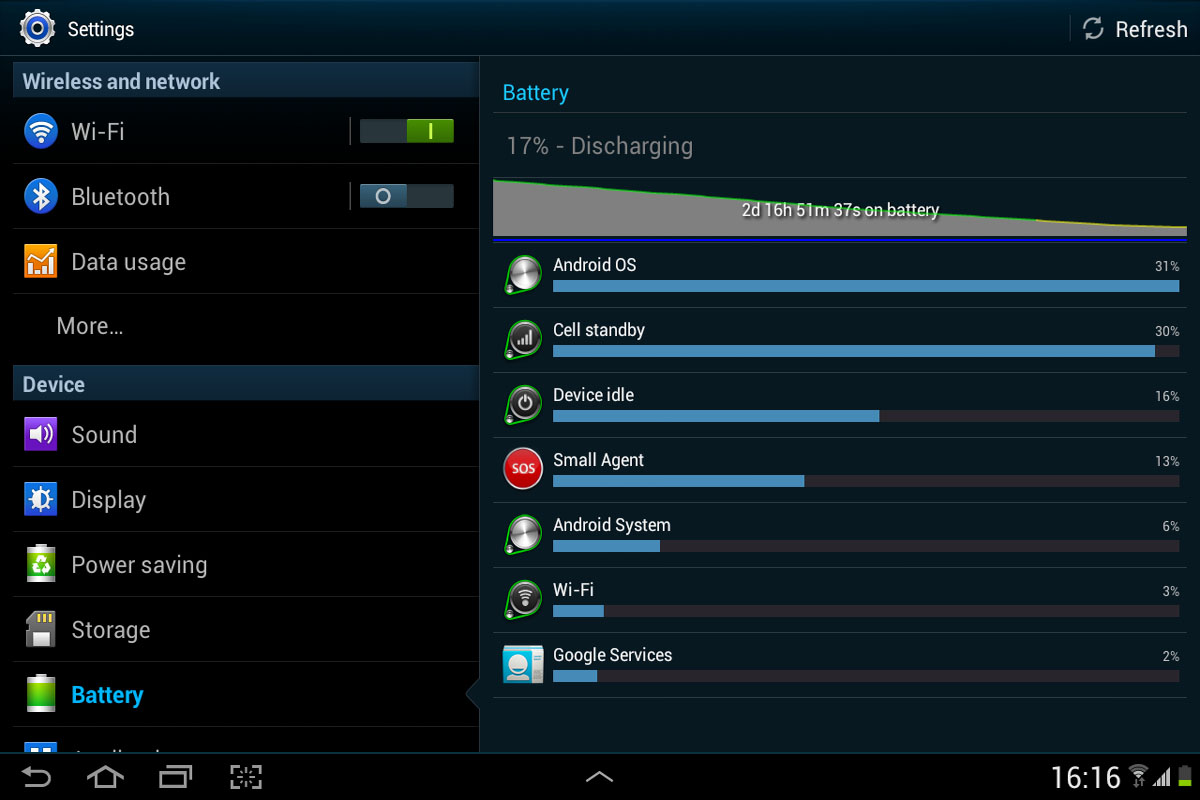 Settings
Refresh
Wireless and network
Wi-Fi
Bluetooth
Data usage
More...
Device
Sound
Display
Power saving
Storage
Battery
Battery
17% - Discharging
2d 16h 51m 37s on battery
Android OS 31%
Cell standby 30%
Device idle 16%
SOS
Small Agent 13%
Android System 6%
Wi-Fi 3%
Google Services 2%
16:16